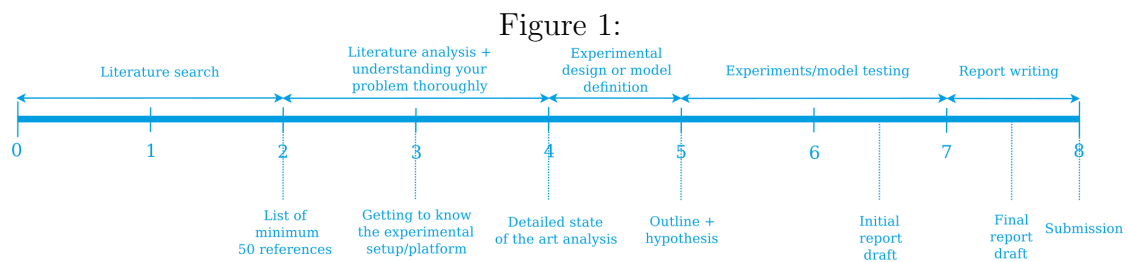 Figure 1:
Literature search
Literature analysis +
understanding your
problem thoroughly
Experimental
design or model
definition
Experiments/model testing
Report writing
0
1
2
3
4
5
6
7
8
List of
minimum
50 references
Getting to know
the experimental
setup/platform
Detailed state
of the art analysis
Outline +
hypothesis
Initial
report
draft
Final
report
draft
Submission